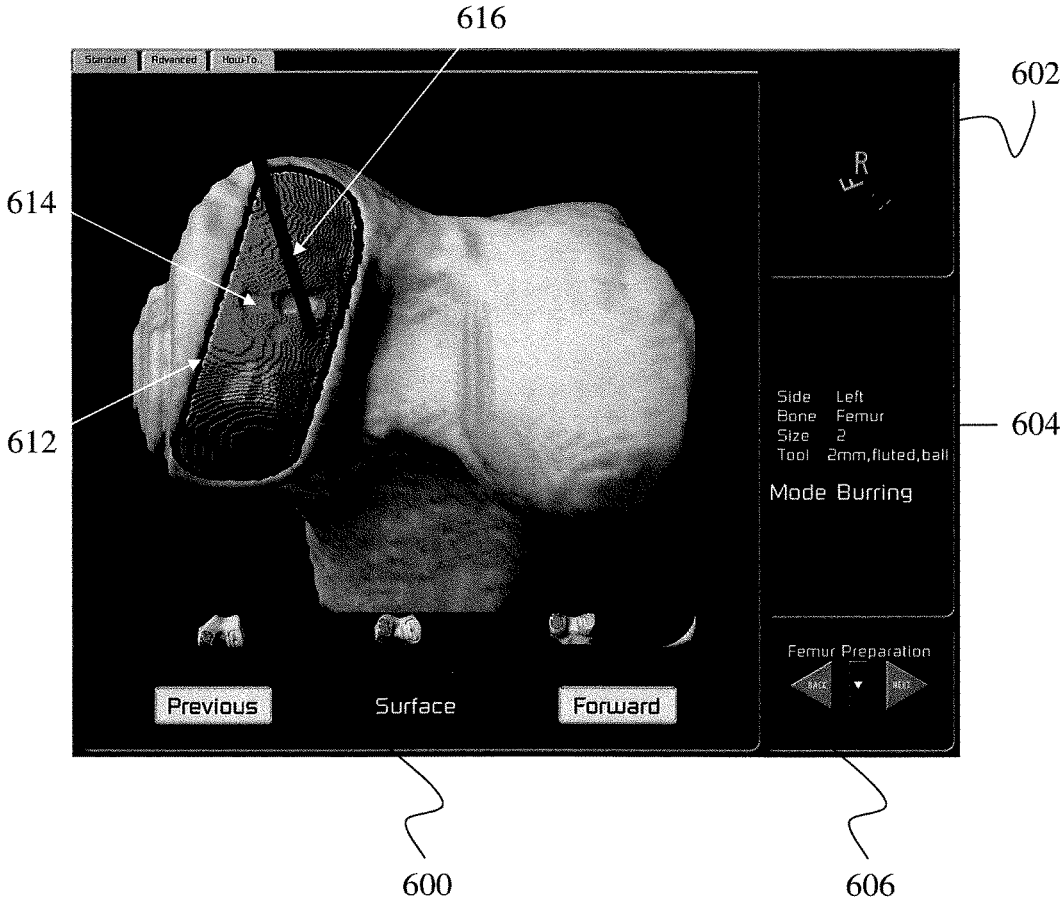 616
Standard Advanced How-To..
602
R
F
614
612
Side Left
Bone Femur
Size 2
Tool 2mm,fluted,ball
604
Mode Burring
Femur Preparation
BACK NEXT
Previous Surface Forward
600
606